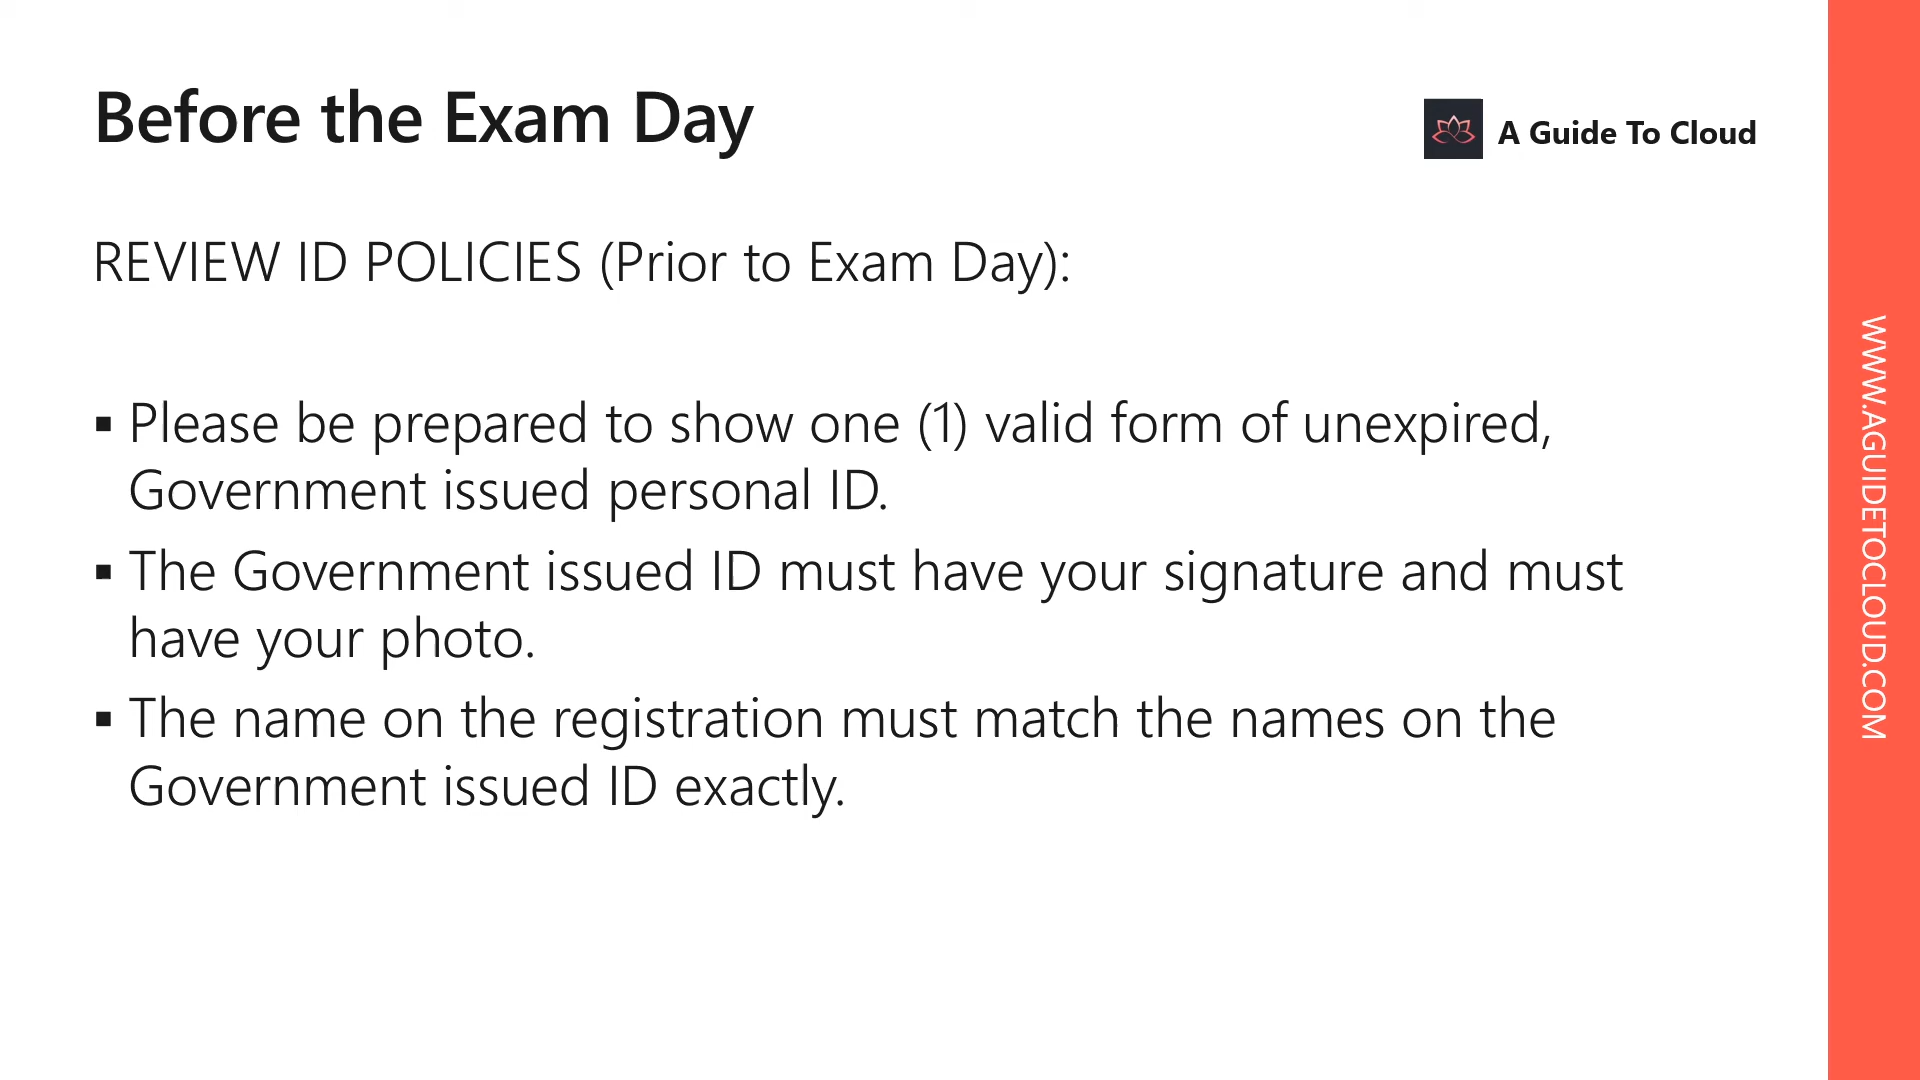 Before the Exam Day
A Guide To Cloud
REVIEW ID POLICIES (Prior to Exam Day):
▪ Please be prepared to show one (1) valid form of unexpired,
Government issued personal ID.
▪ The Government issued ID must have your signature and must
have your photo.
▪ The name on the registration must match the names on the
Government issued ID exactly.
WWW.AGUIDETOCLOUD.COM